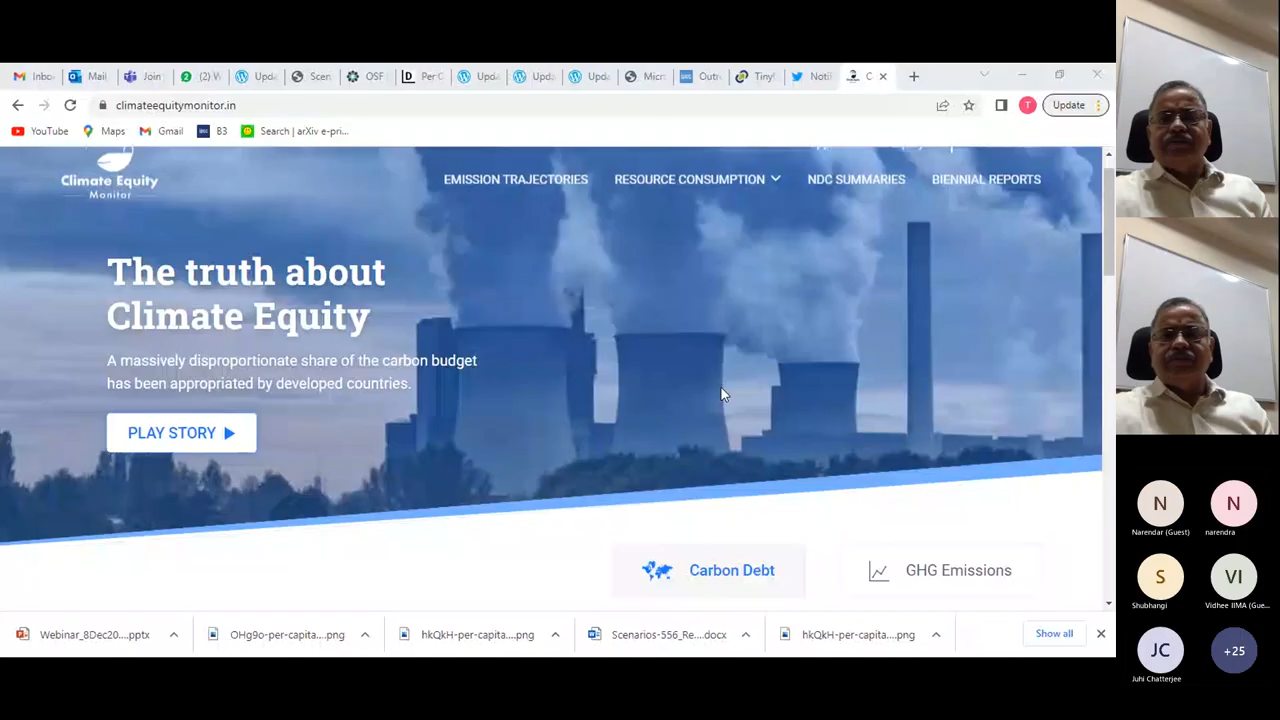 Inbo
Mail
Join
(2) W
Upda
Scen
OSF
Per C
Upda
Upda
Upda
Micr
Outr
Tiny
Noti
C
climateequitymonitor.in
Update
YouTube
Maps
Gmail
B3
Search | arXiv e-pri...
Climate Equity
Monitor
EMISSION TRAJECTORIES
RESOURCE CONSUMPTION
NDC SUMMARIES
BIENNIAL REPORTS
The truth about
Climate Equity
A massively disproportionate share of the carbon budget
has been appropriated by developed countries.
PLAY STORY
Carbon Debt
GHG Emissions
Webinar_8Dec20....pptx
OHg9o-per-capita....png
hkQkH-per-capita....png
Scenarios-556_Re....docx
hkQkH-per-capita....png
Show all
N
Narendar (Guest)
N
narendra
S
Shubhangi
VI
Vidhee IIMA (Gue...
JC
Juhi Chatterjee
+25